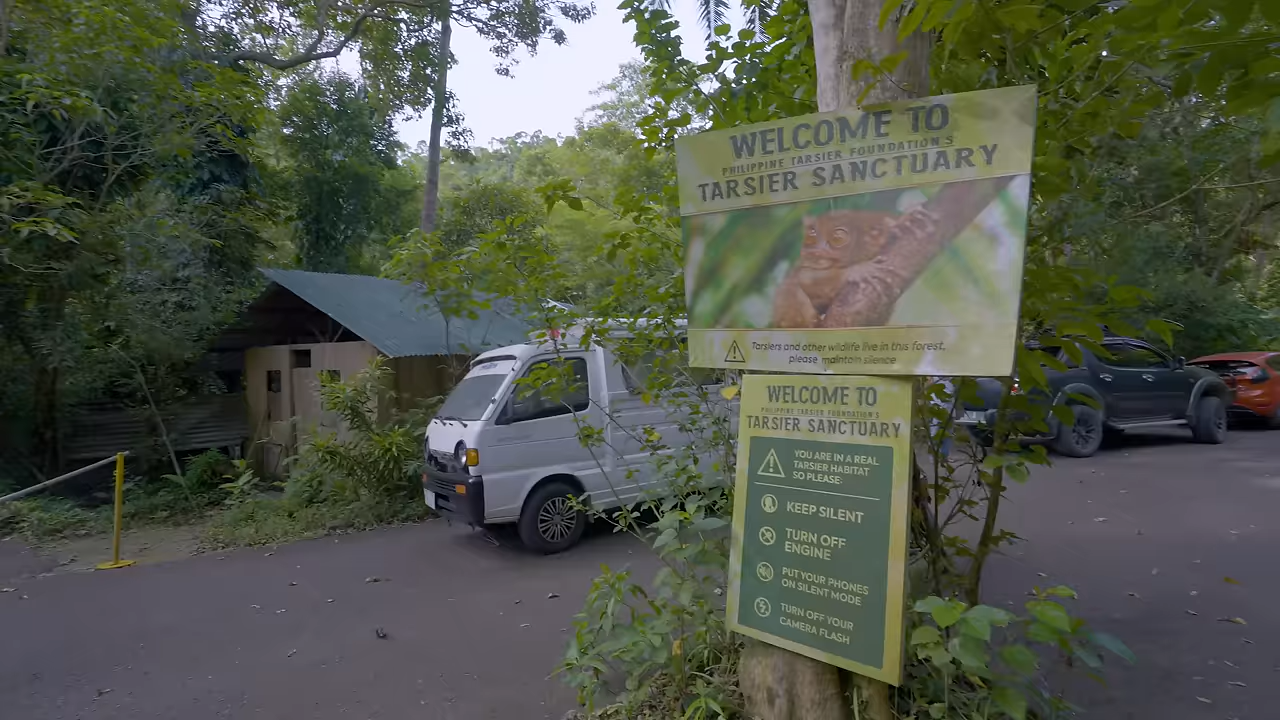 WELCOME TO
PHILIPPINE TARSIER FOUNDATION'S
TARSIER SANCTUARY
Tarsiers and other wildlife live in this forest,
please maintain silence
WELCOME TO
PHILIPPINE TARSIER FOUNDATION'S
TARSIER SANCTUARY
YOU ARE IN A REAL
TARSIER HABITAT
SO PLEASE:
KEEP SILENT
TURN OFF
ENGINE
PUT YOUR PHONES
ON SILENT MODE
TURN OFF YOUR
CAMERA FLASH